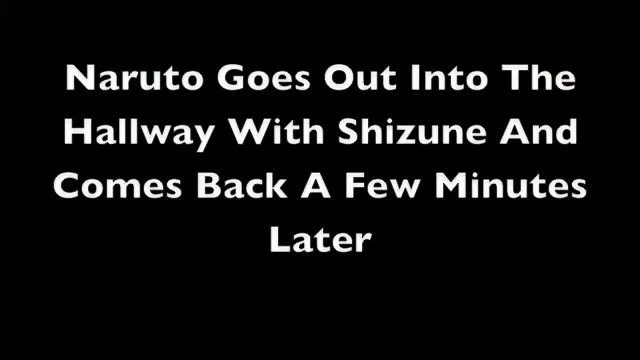 Naruto Goes Out Into The
Hallway With Shizune And
Comes Back A Few Minutes
Later